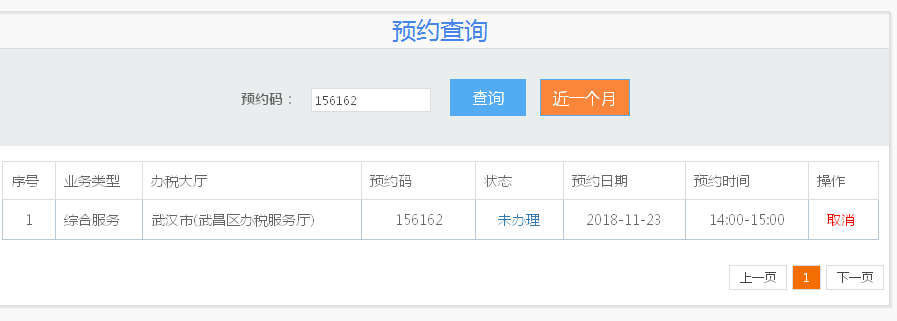 预约查询
预约码： 156162 查询 近一个月
序号 业务类型 办税大厅 预约码 状态 预约日期 预约时间 操作
1 综合服务 武汉市(武昌区办税服务厅) 156162 未办理 2018-11-23 14:00-15:00 取消
上一页 1 下一页